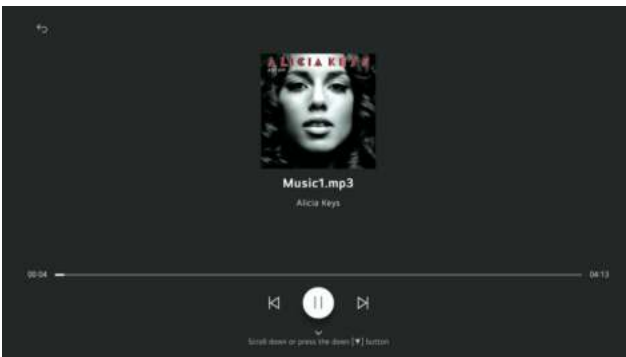 ALICIA KEYS
Music1.mp3
Alicia Keys
00:04
04:13
Scroll down or press the down [▼] button